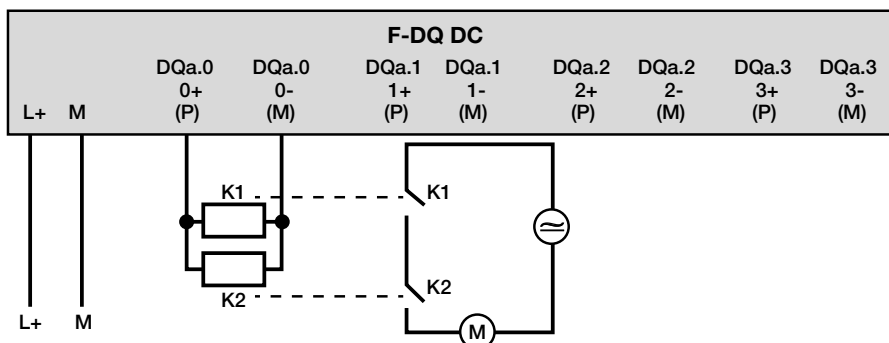 F-DQ DC
DQa.0 DQa.0 DQa.1 DQa.1 DQa.2 DQa.2 DQa.3 DQa.3
0+ 0- 1+ 1- 2+ 2- 3+ 3-
L+ M (P) (M) (P) (M) (P) (M) (P) (M)
K1 K1
K2 K2
L+ M M